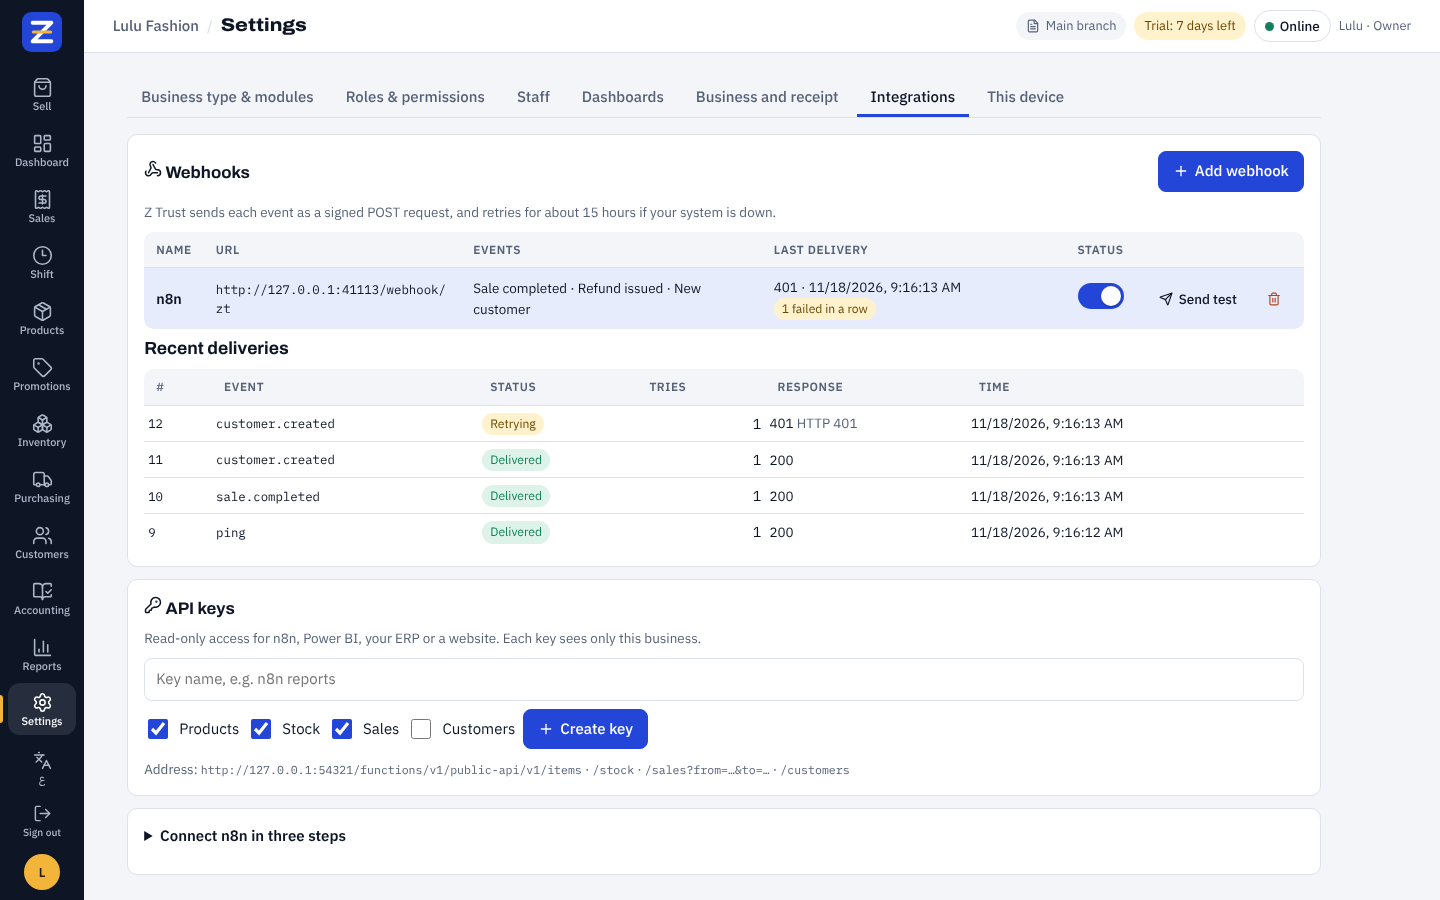 Lulu Fashion / Settings
Main branch
Trial: 7 days left
Online
Lulu · Owner
Z
Sell
Dashboard
Sales
Shift
Products
Promotions
Inventory
Purchasing
Customers
Accounting
Reports
Settings
ع
Sign out
L
Business type & modules
Roles & permissions
Staff
Dashboards
Business and receipt
Integrations
This device
Webhooks
+ Add webhook
Z Trust sends each event as a signed POST request, and retries for about 15 hours if your system is down.
NAME URL EVENTS LAST DELIVERY STATUS
n8n
http://127.0.0.1:41113/webhook/
zt
Sale completed · Refund issued · New
customer
401 · 11/18/2026, 9:16:13 AM
1 failed in a row
Send test
Recent deliveries
# EVENT STATUS TRIES RESPONSE TIME
12 customer.created Retrying 1 401 HTTP 401 11/18/2026, 9:16:13 AM
11 customer.created Delivered 1 200 11/18/2026, 9:16:13 AM
10 sale.completed Delivered 1 200 11/18/2026, 9:16:13 AM
9 ping Delivered 1 200 11/18/2026, 9:16:12 AM
API keys
Read-only access for n8n, Power BI, your ERP or a website. Each key sees only this business.
Key name, e.g. n8n reports
Products Stock Sales Customers + Create key
Address: http://127.0.0.1:54321/functions/v1/public-api/v1/items · /stock · /sales?from=…&to=… · /customers
Connect n8n in three steps